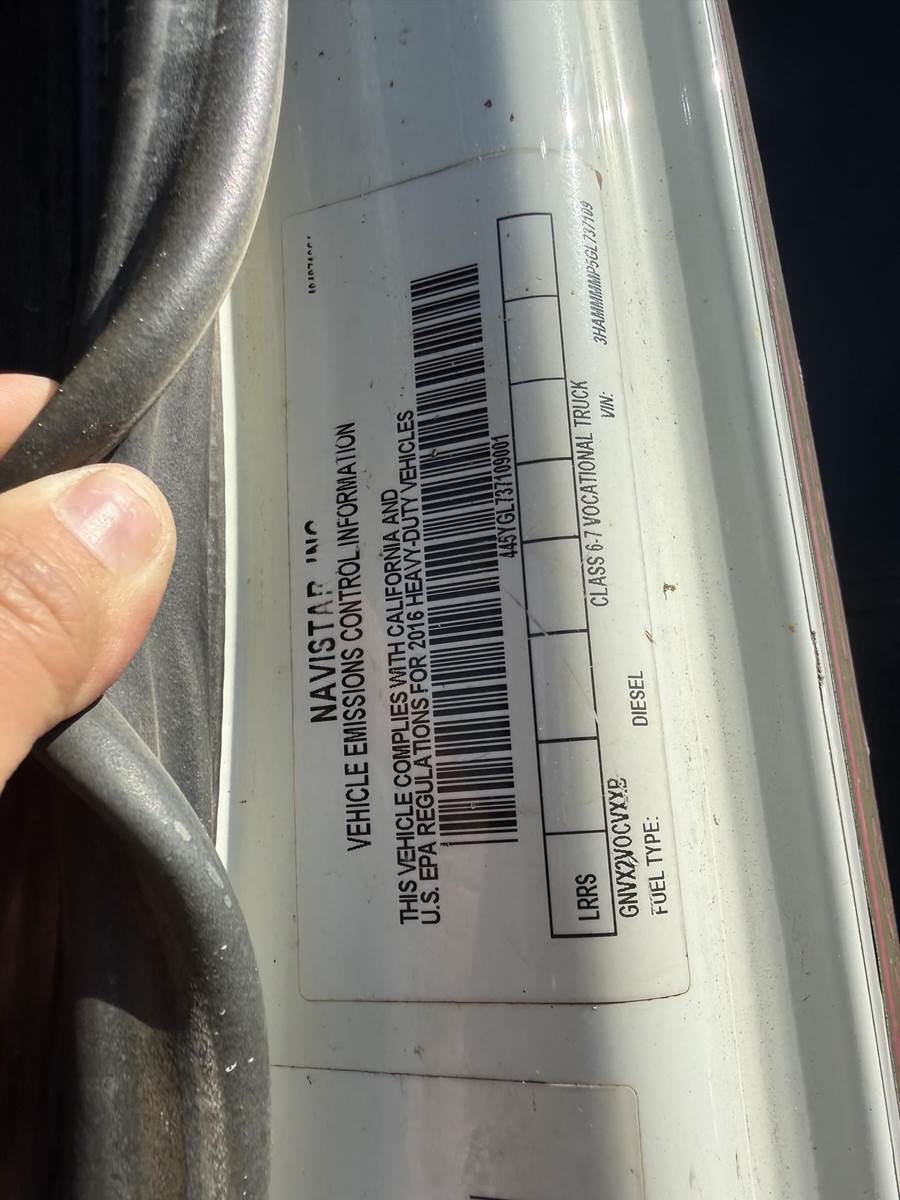 NAVISTAR, INC.
VEHICLE EMISSIONS CONTROL INFORMATION
THIS VEHICLE COMPLIES WITH CALIFORNIA AND
U.S. EPA REGULATIONS FOR 2016 HEAVY-DUTY VEHICLES
445YGL737109001
LRRS
CLASS 6-7 VOCATIONAL TRUCK
FUEL TYPE: DIESEL
VIN: 3HAMMMMP5GL737109